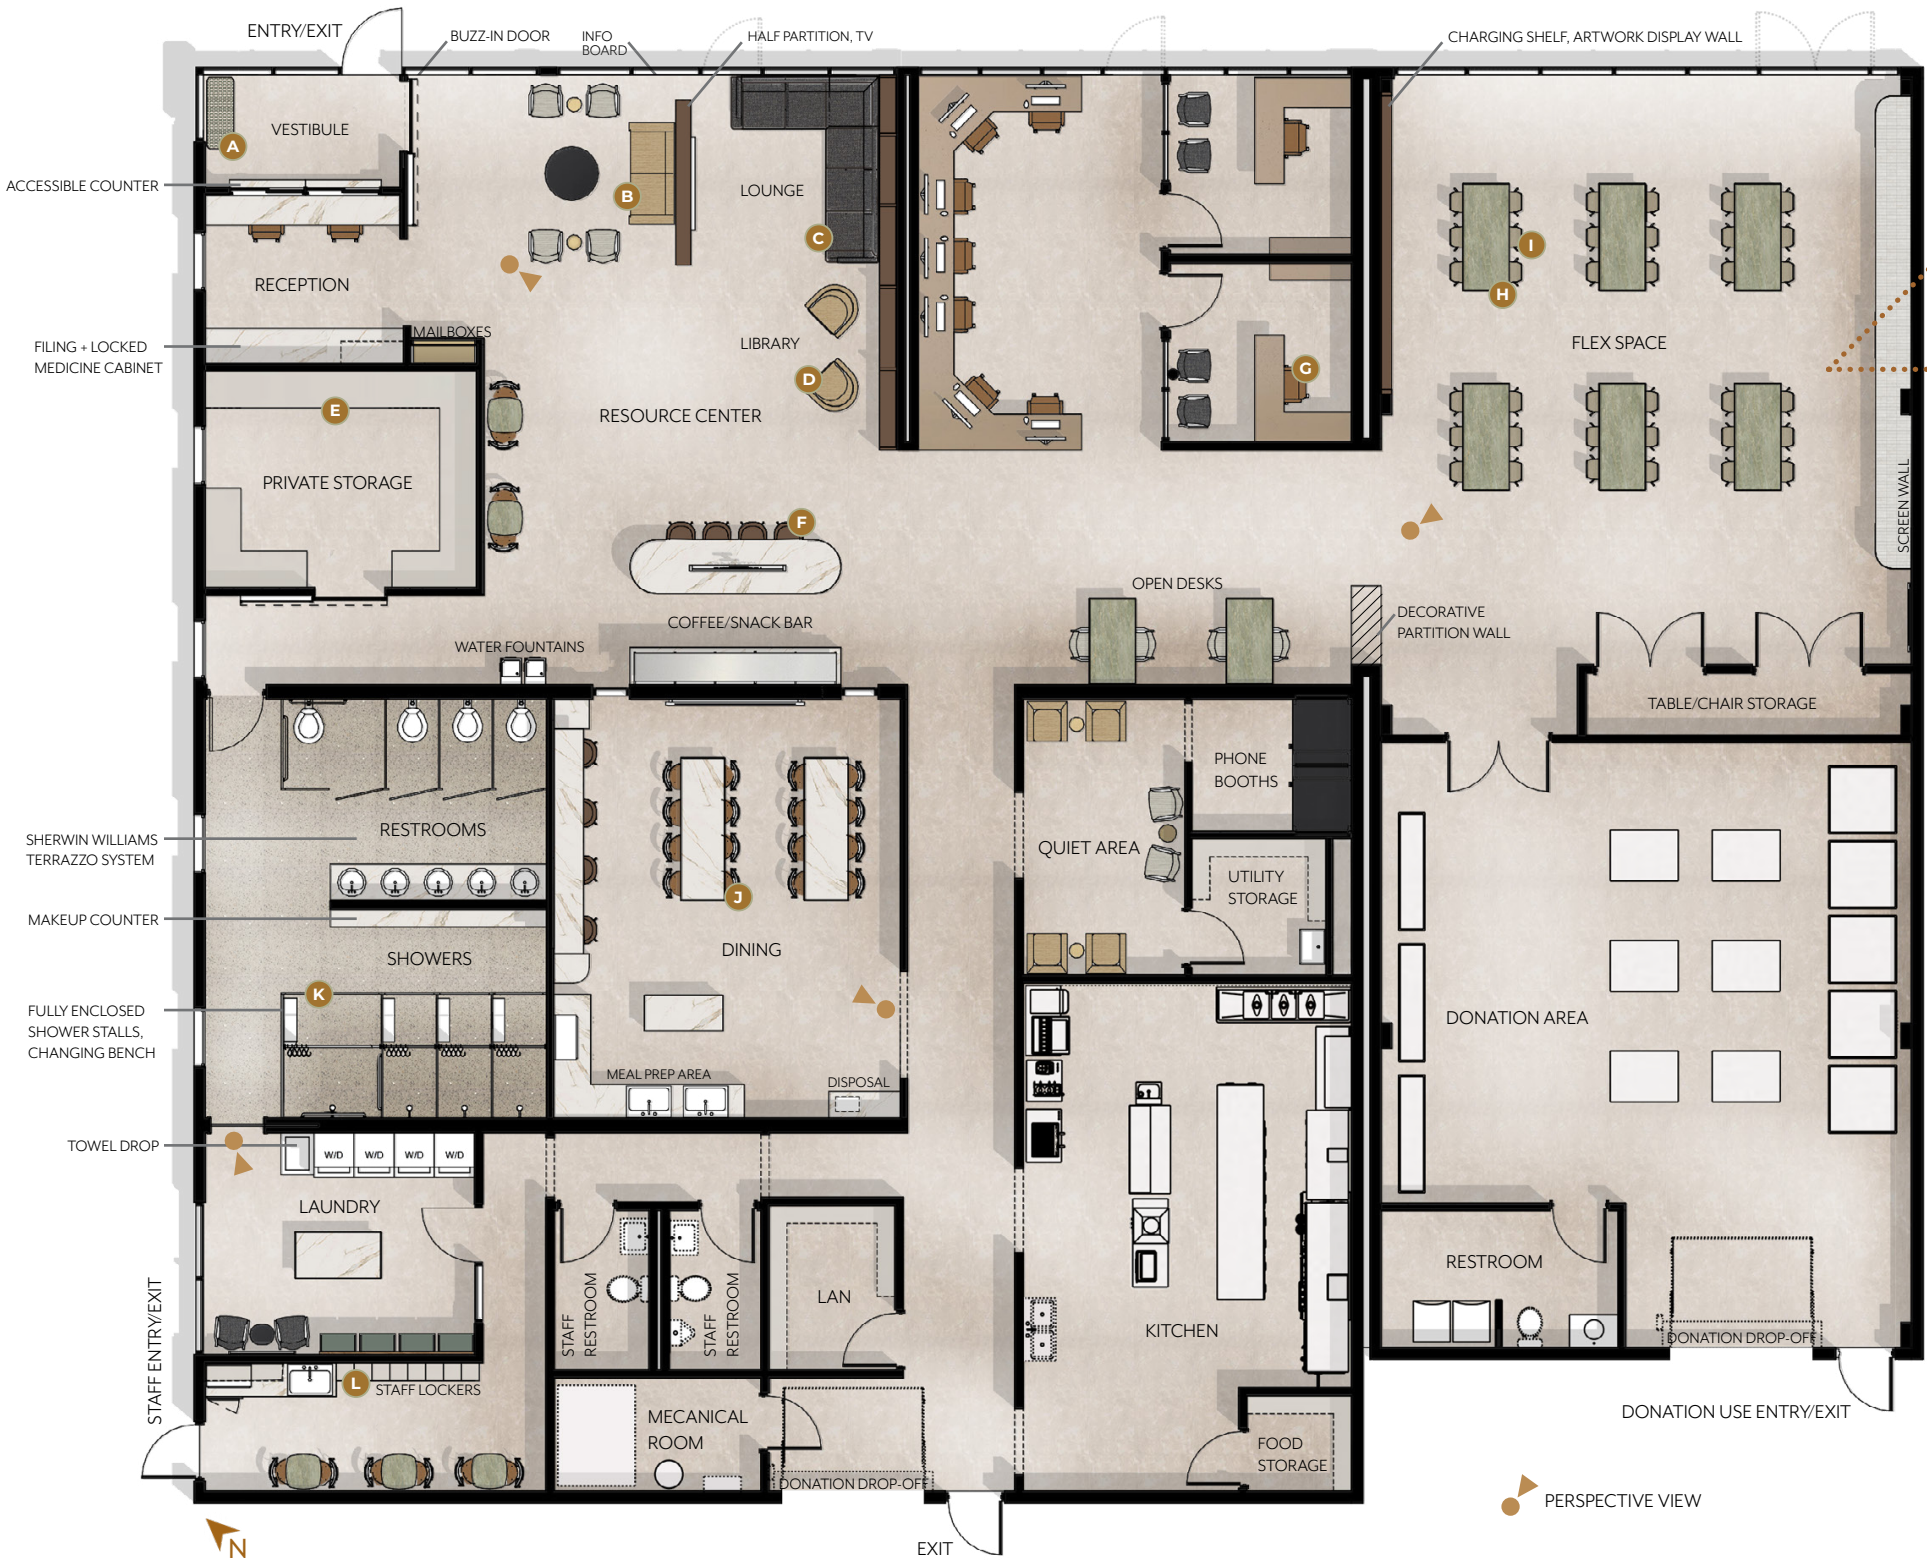 ENTRY/EXIT
BUZZ-IN DOOR
INFO
BOARD
HALF PARTITION, TV
CHARGING SHELF, ARTWORK DISPLAY WALL
VESTIBULE
A
ACCESSIBLE COUNTER
B
LOUNGE
C
RECEPTION
I
H
MAILBOXES
FILING + LOCKED
MEDICINE CABINET
LIBRARY
FLEX SPACE
D
G
E
RESOURCE CENTER
PRIVATE STORAGE
SCREEN WALL
F
OPEN DESKS
COFFEE/SNACK BAR
DECORATIVE
PARTITION WALL
WATER FOUNTAINS
TABLE/CHAIR STORAGE
PHONE
BOOTHS
SHERWIN WILLIAMS
TERRAZZO SYSTEM
RESTROOMS
QUIET AREA
UTILITY
STORAGE
J
MAKEUP COUNTER
DINING
SHOWERS
K
FULLY ENCLOSED
SHOWER STALLS,
CHANGING BENCH
DONATION AREA
MEAL PREP AREA
DISPOSAL
TOWEL DROP
W/D
W/D
W/D
W/D
LAUNDRY
STAFF
RESTROOM
STAFF
RESTROOM
LAN
KITCHEN
RESTROOM
DONATION DROP-OFF
STAFF ENTRY/EXIT
L
STAFF LOCKERS
MECANICAL
ROOM
DONATION DROP-OFF
FOOD
STORAGE
DONATION USE ENTRY/EXIT
PERSPECTIVE VIEW
N
EXIT